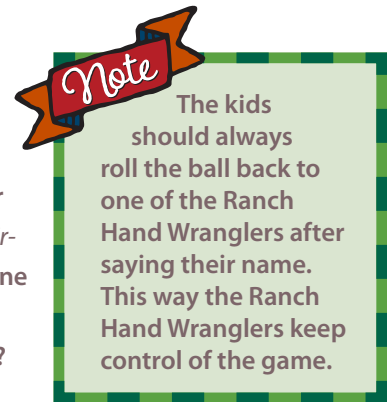 Note
The kids
should always
roll the ball back to
one of the Ranch
Hand Wranglers after
saying their name.
This way the Ranch
Hand Wranglers keep
control of the game.
r-
ne
?